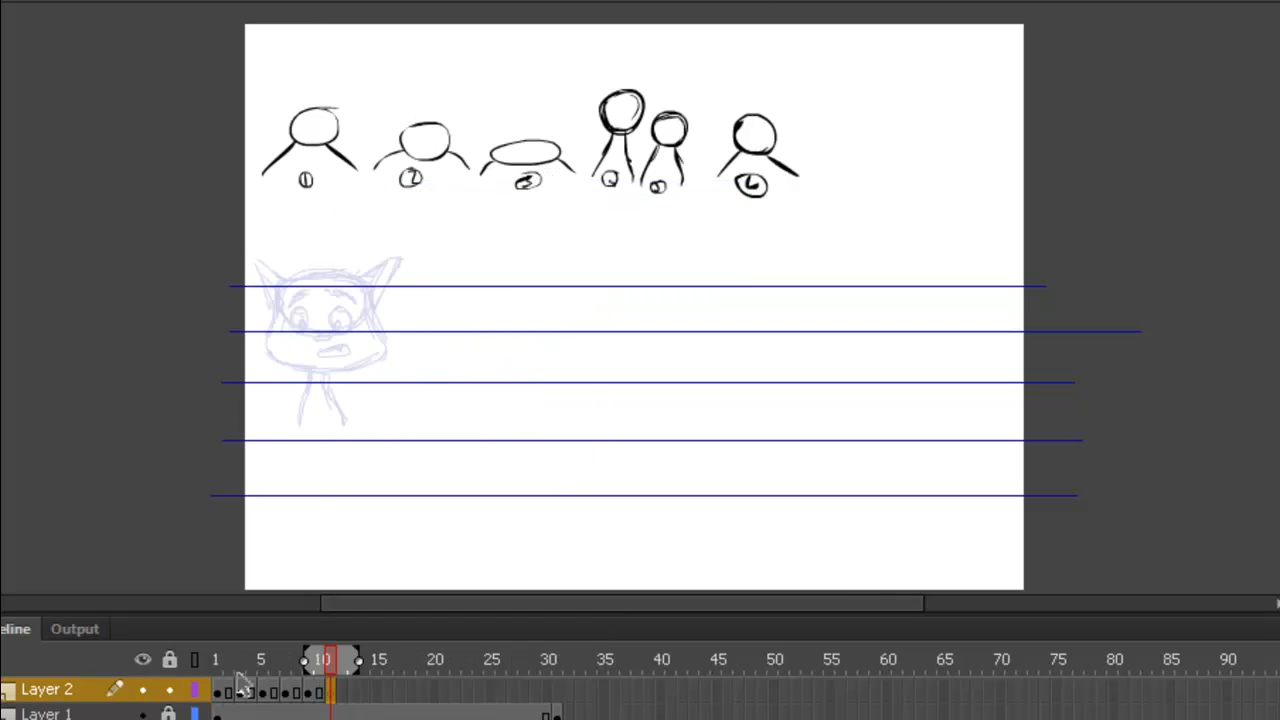 ① ② ③ ④ ⑤ ⑥
eline Output
1 5 10 15 20 25 30 35 40 45 50 55 60 65 70 75 80 85 90
Layer 2
Layer 1